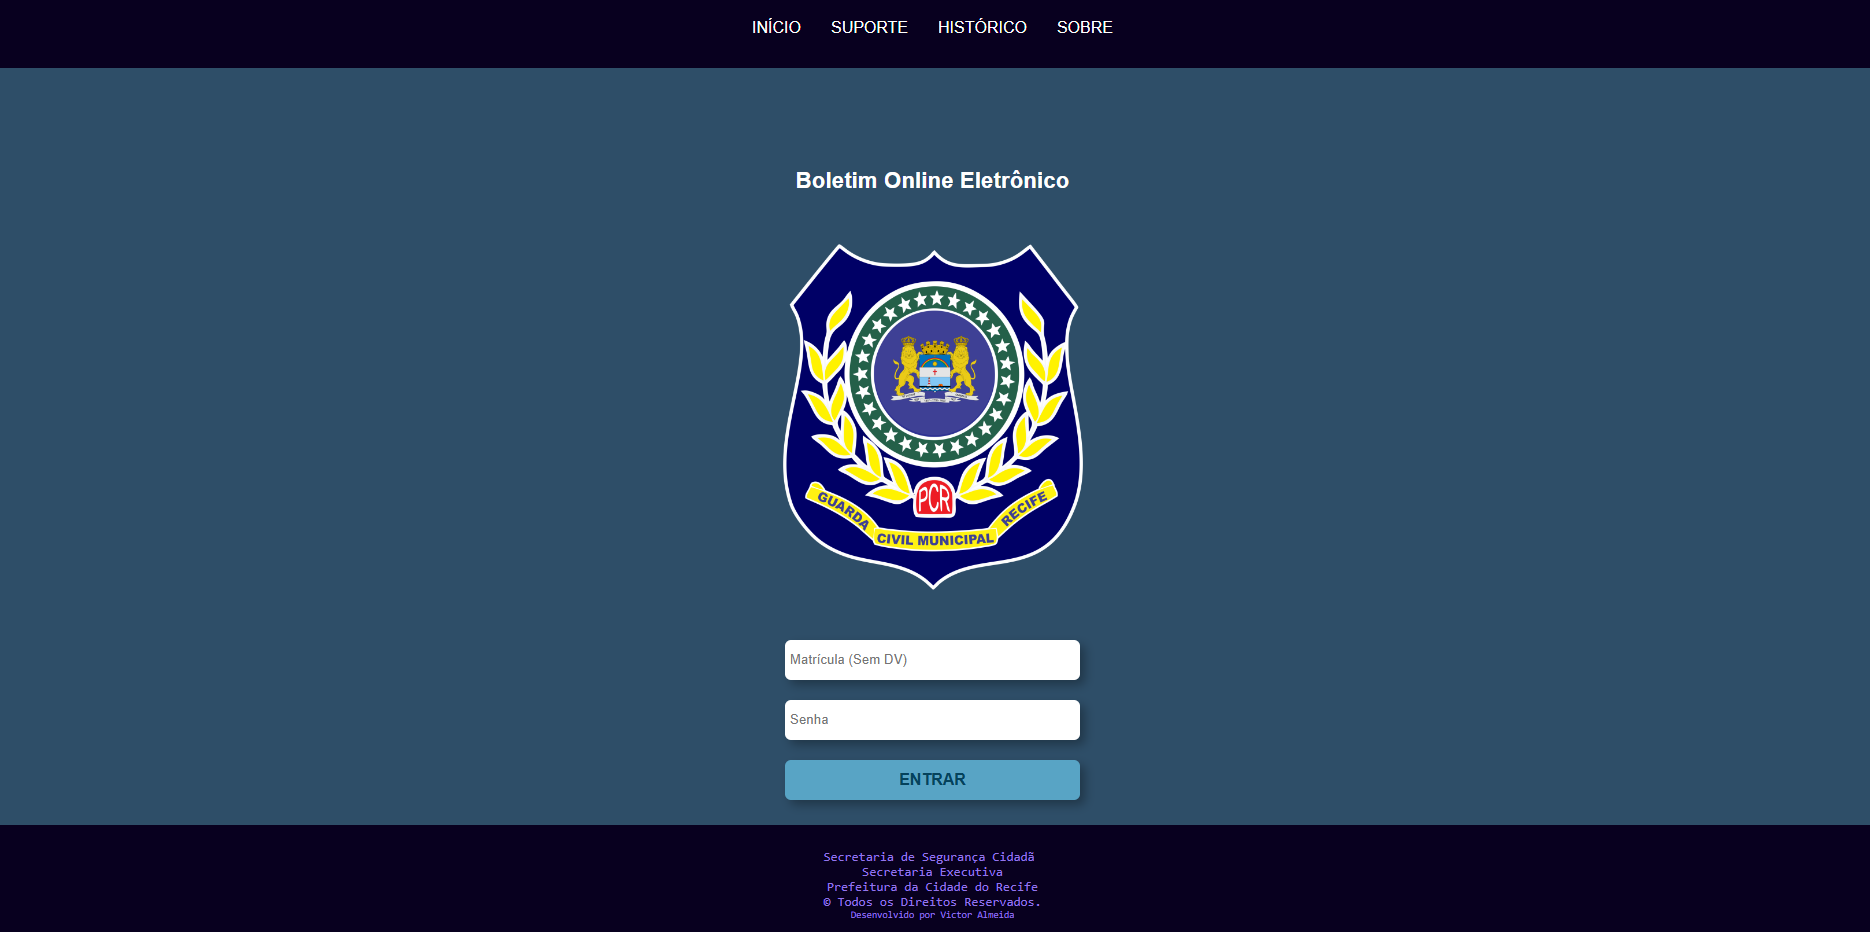 INÍCIO SUPORTE HISTÓRICO SOBRE
Boletim Online Eletrônico
PCR
GUARDA
CIVIL MUNICIPAL
RECIFE
Matrícula (Sem DV)
Senha
ENTRAR
Secretaria de Segurança Cidadã
Secretaria Executiva
Prefeitura da Cidade do Recife
© Todos os Direitos Reservados.
Desenvolvido por Victor Almeida